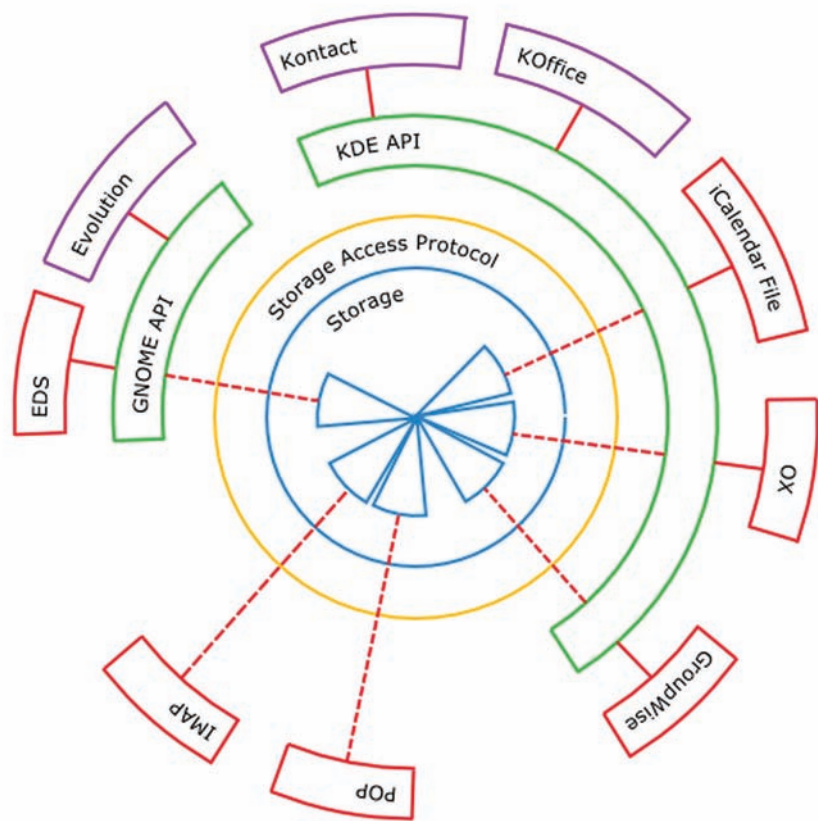 Kontact
KOffice
KDE API
iCalendar File
Evolution
GNOME API
EDS
Storage Access Protocol
Storage
OX
GroupWise
IMAP
POP